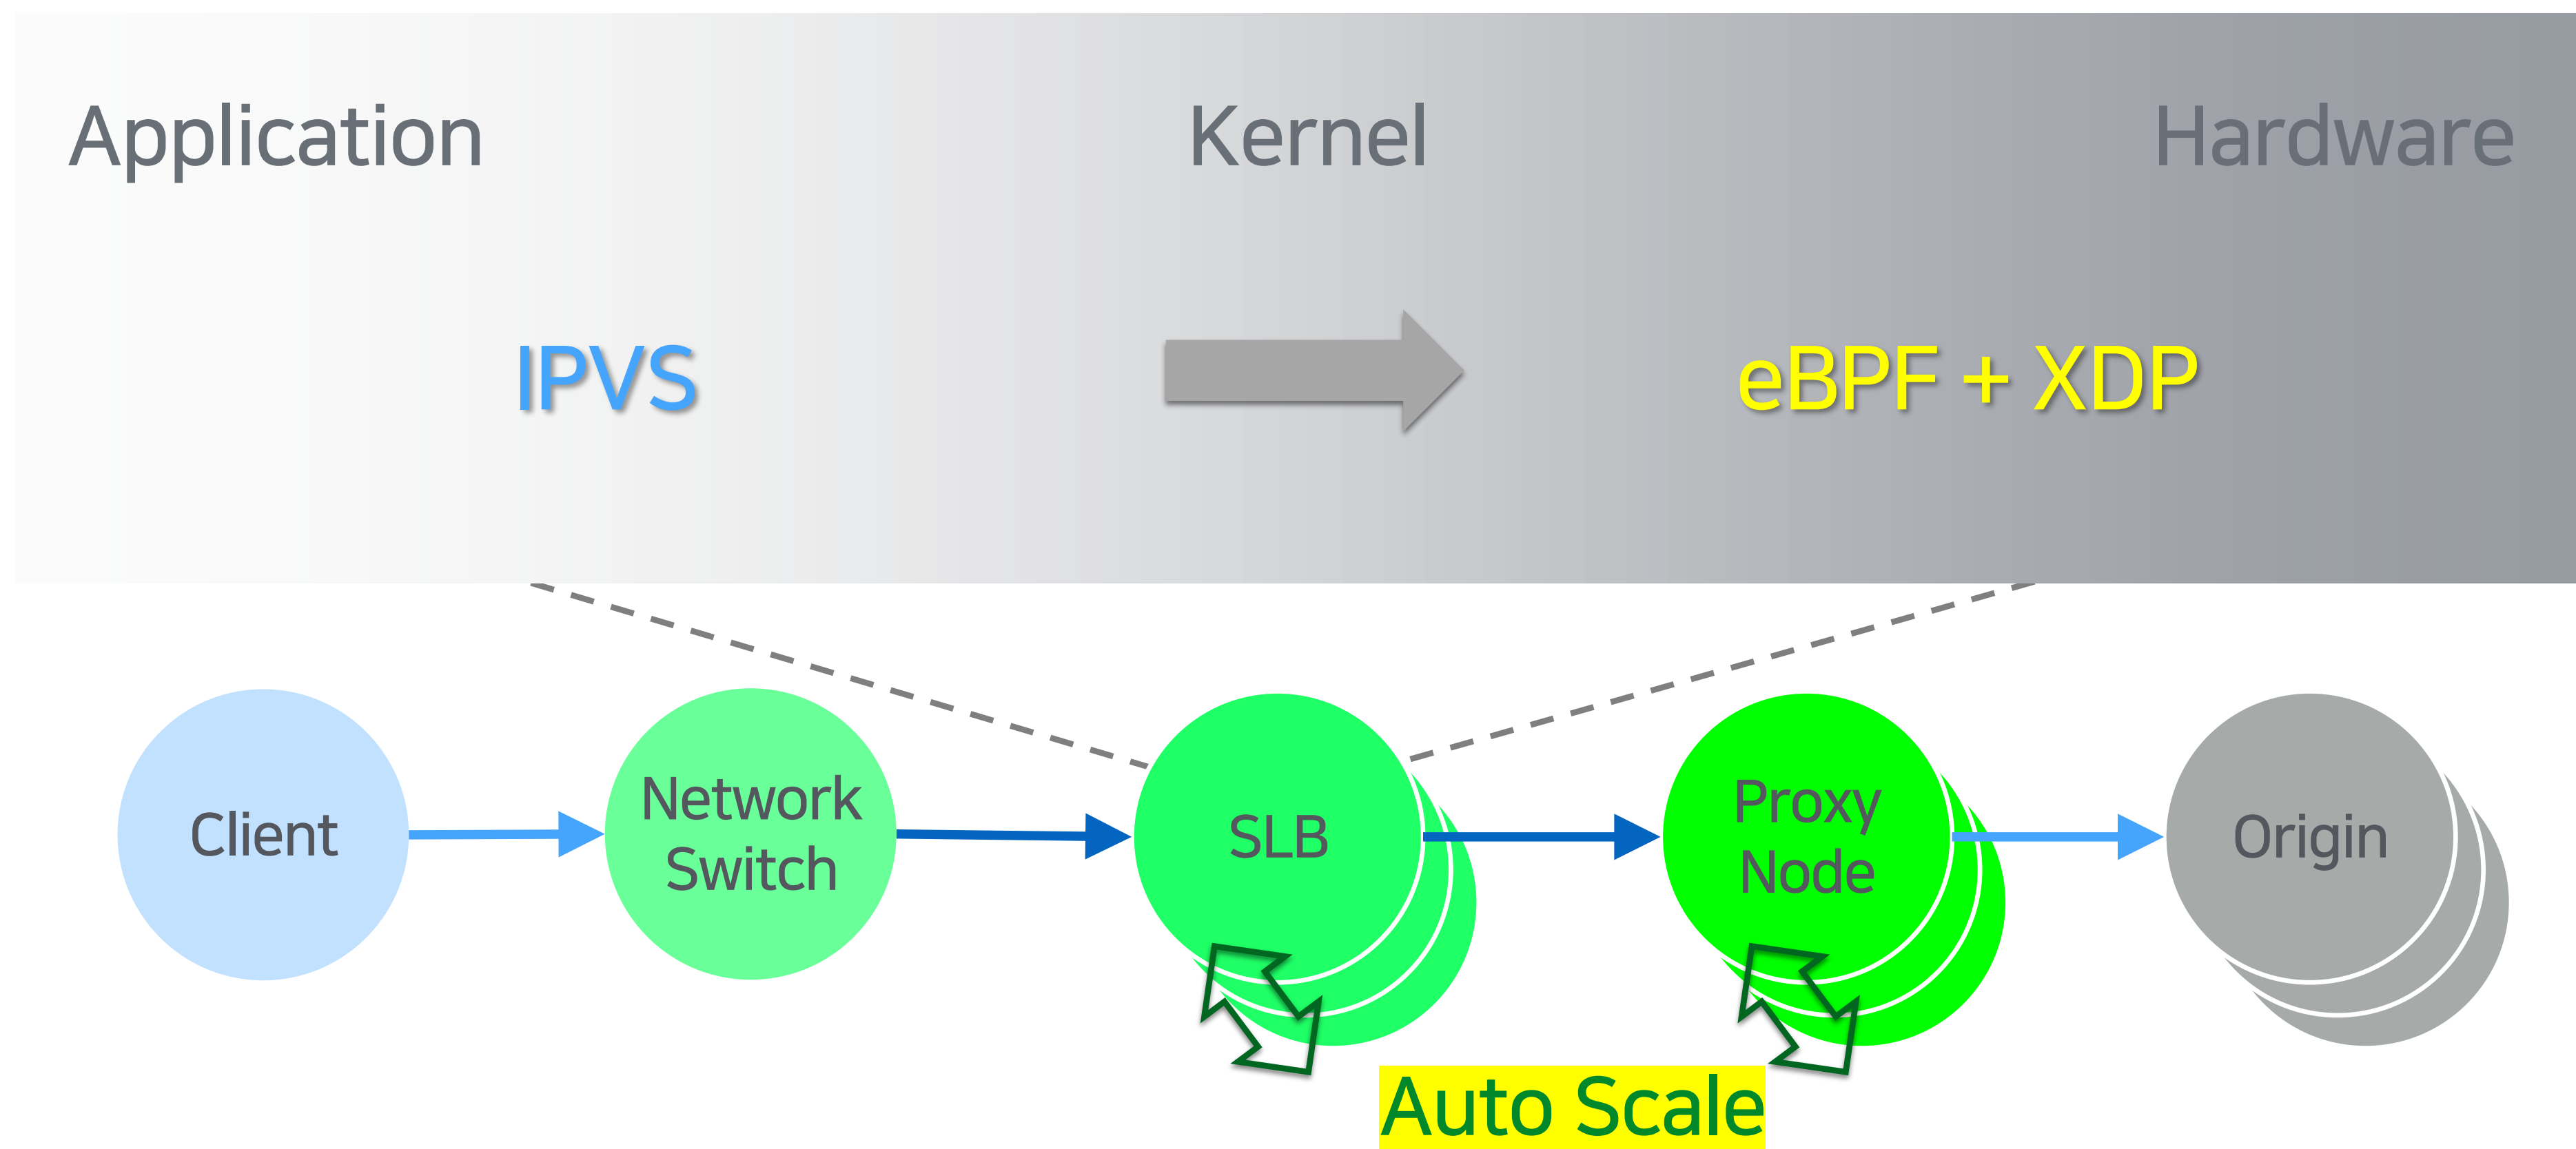 Application
Kernel
Hardware
IPVS
eBPF + XDP
Client
Network
Switch
SLB
Proxy
Node
Origin
Auto Scale